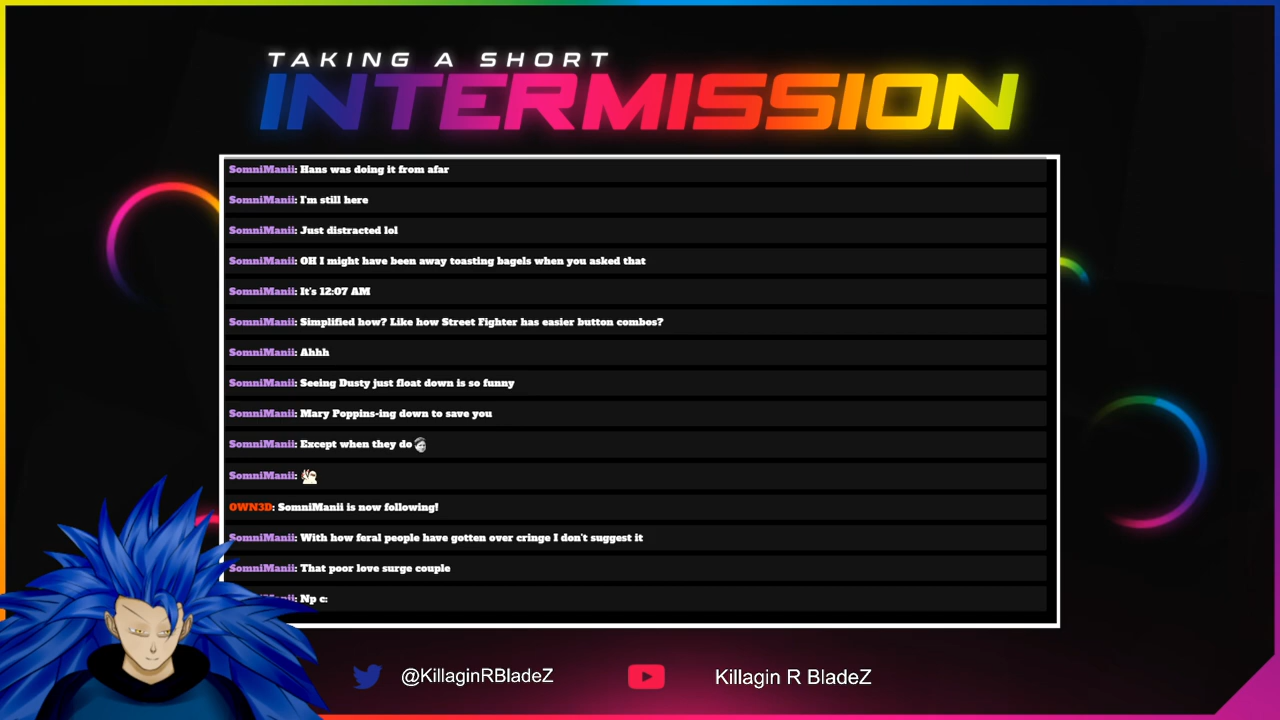 TAKING A SHORT
INTERMISSION
SomniManii: Hans was doing it from afar
SomniManii: I'm still here
SomniManii: Just distracted lol
SomniManii: OH I might have been away toasting bagels when you asked that
SomniManii: It's 12:07 AM
SomniManii: Simplified how? Like how Street Fighter has easier button combos?
SomniManii: Ahhh
SomniManii: Seeing Dusty just float down is so funny
SomniManii: Mary Poppins-ing down to save you
SomniManii: Except when they do
SomniManii:
OWN3D: SomniManii is now following!
SomniManii: With how feral people have gotten over cringe I don't suggest it
SomniManii: That poor love surge couple
Manii: Np c:
@KillaginRBladeZ
Killagin R BladeZ